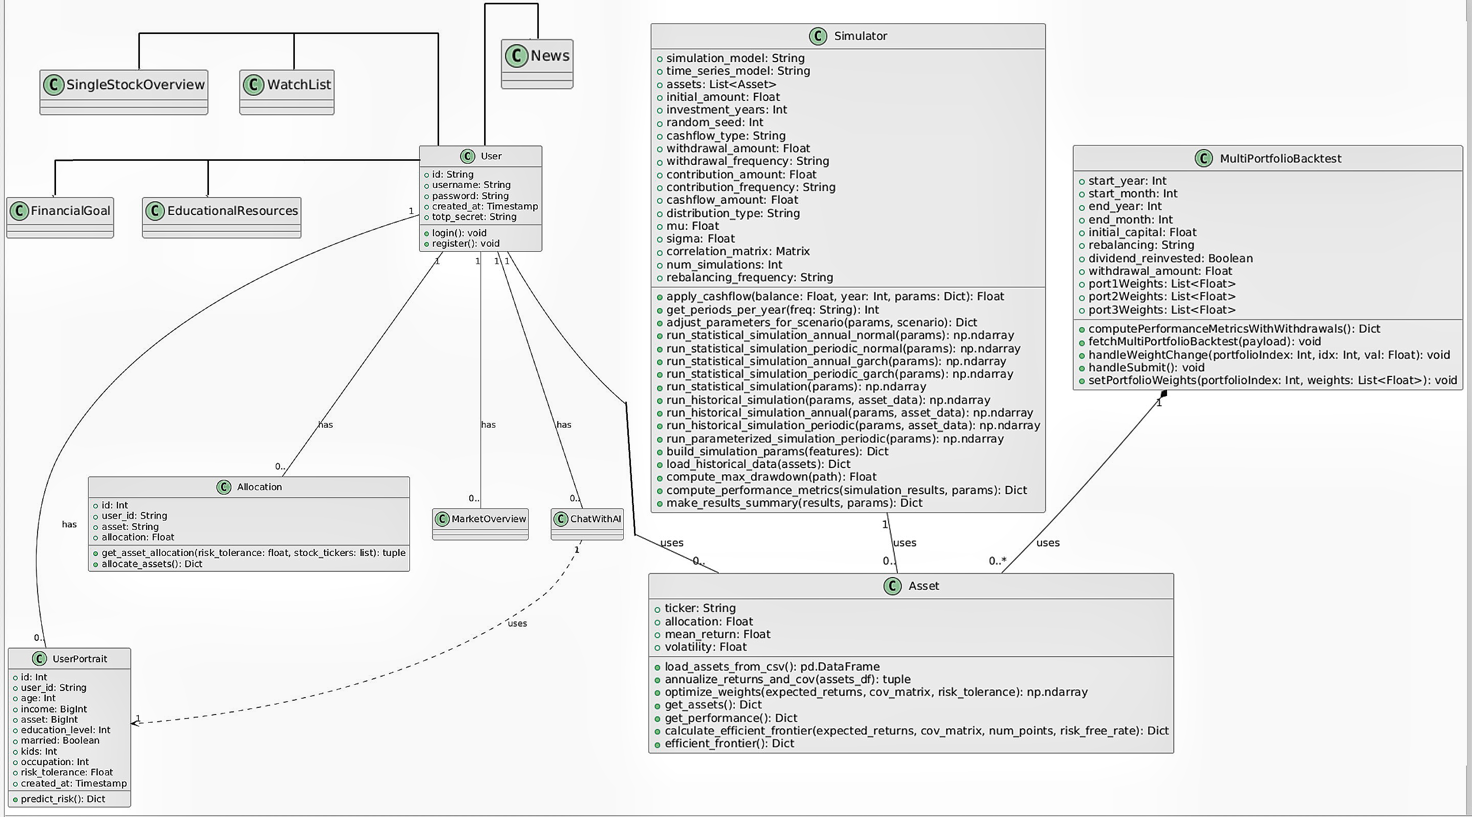 C News
C SingleStockOverview
C WatchList
C User
id: String
username: String
password: String
created_at: Timestamp
totp_secret: String
login(): void
register(): void
C FinancialGoal
C EducationalResources
1
1
1
1
1
has
has
has
has
0..
0..
0..
0..
C Allocation
id: Int
user_id: String
asset: String
allocation: Float
get_asset_allocation(risk_tolerance: float, stock_tickers: list): tuple
allocate_assets(): Dict
C MarketOverview
C ChatWithAI
1
uses
1
C UserPortrait
id: Int
user_id: String
age: Int
income: BigInt
asset: BigInt
education_level: Int
married: Boolean
kids: Int
occupation: Int
risk_tolerance: Float
created_at: Timestamp
predict_risk(): Dict
C Simulator
simulation_model: String
time_series_model: String
assets: List<Asset>
initial_amount: Float
investment_years: Int
random_seed: Int
cashflow_type: String
withdrawal_amount: Float
withdrawal_frequency: String
contribution_amount: Float
contribution_frequency: String
cashflow_amount: Float
distribution_type: String
mu: Float
sigma: Float
correlation_matrix: Matrix
num_simulations: Int
rebalancing_frequency: String
apply_cashflow(balance: Float, year: Int, params: Dict): Float
get_periods_per_year(freq: String): Int
adjust_parameters_for_scenario(params, scenario): Dict
run_statistical_simulation_annual_normal(params): np.ndarray
run_statistical_simulation_periodic_normal(params): np.ndarray
run_statistical_simulation_annual_garch(params): np.ndarray
run_statistical_simulation_periodic_garch(params): np.ndarray
run_statistical_simulation(params): np.ndarray
run_historical_simulation(params, asset_data): np.ndarray
run_historical_simulation_annual(params, asset_data): np.ndarray
run_historical_simulation_periodic(params, asset_data): np.ndarray
run_parameterized_simulation_periodic(params): np.ndarray
build_simulation_params(features): Dict
load_historical_data(assets): Dict
compute_max_drawdown(path): Float
compute_performance_metrics(simulation_results, params): Dict
make_results_summary(results, params): Dict
C MultiPortfolioBacktest
start_year: Int
start_month: Int
end_year: Int
end_month: Int
initial_capital: Float
rebalancing: String
dividend_reinvested: Boolean
withdrawal_amount: Float
port1Weights: List<Float>
port2Weights: List<Float>
port3Weights: List<Float>
computePerformanceMetricsWithWithdrawals(): Dict
fetchMultiPortfolioBacktest(payload): void
handleWeightChange(portfolioIndex: Int, idx: Int, val: Float): void
handleSubmit(): void
setPortfolioWeights(portfolioIndex: Int, weights: List<Float>): void
1
1
uses
uses
uses
0..
0..
0..*
C Asset
ticker: String
allocation: Float
mean_return: Float
volatility: Float
load_assets_from_csv(): pd.DataFrame
annualize_returns_and_cov(assets_df): tuple
optimize_weights(expected_returns, cov_matrix, risk_tolerance): np.ndarray
get_assets(): Dict
get_performance(): Dict
calculate_efficient_frontier(expected_returns, cov_matrix, num_points, risk_free_rate): Dict
efficient_frontier(): Dict